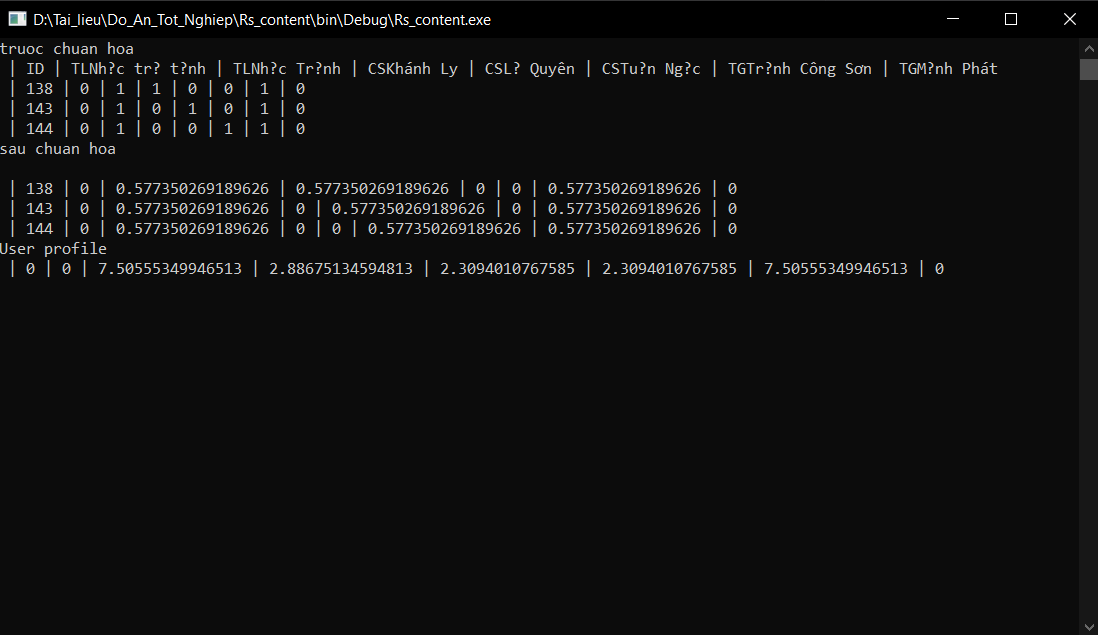 D:\Tai_lieu\Do_An_Tot_Nghiep\Rs_content\bin\Debug\Rs_content.exe
truoc chuan hoa
| ID | TLNh?c tr? t?nh | TLNh?c Tr?nh | CSKhánh Ly | CSL? Quyên | CSTu?n Ng?c | TGTr?nh Công Sơn | TGM?nh Phát
| 138 | 0 | 1 | 1 | 0 | 0 | 1 | 0
| 143 | 0 | 1 | 0 | 1 | 0 | 1 | 0
| 144 | 0 | 1 | 0 | 0 | 1 | 1 | 0
sau chuan hoa
| 138 | 0 | 0.577350269189626 | 0.577350269189626 | 0 | 0 | 0.577350269189626 | 0
| 143 | 0 | 0.577350269189626 | 0 | 0.577350269189626 | 0 | 0.577350269189626 | 0
| 144 | 0 | 0.577350269189626 | 0 | 0 | 0.577350269189626 | 0.577350269189626 | 0
User profile
| 0 | 0 | 7.50555349946513 | 2.88675134594813 | 2.3094010767585 | 2.3094010767585 | 7.50555349946513 | 0